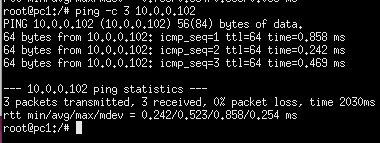 root@pc1:/# ping -c 3 10.0.0.102
PING 10.0.0.102 (10.0.0.102) 56(84) bytes of data.
64 bytes from 10.0.0.102: icmp_seq=1 ttl=64 time=0.858 ms
64 bytes from 10.0.0.102: icmp_seq=2 ttl=64 time=0.242 ms
64 bytes from 10.0.0.102: icmp_seq=3 ttl=64 time=0.469 ms
--- 10.0.0.102 ping statistics ---
3 packets transmitted, 3 received, 0% packet loss, time 2030ms
rtt min/avg/max/mdev = 0.242/0.523/0.858/0.254 ms
root@pc1:/#